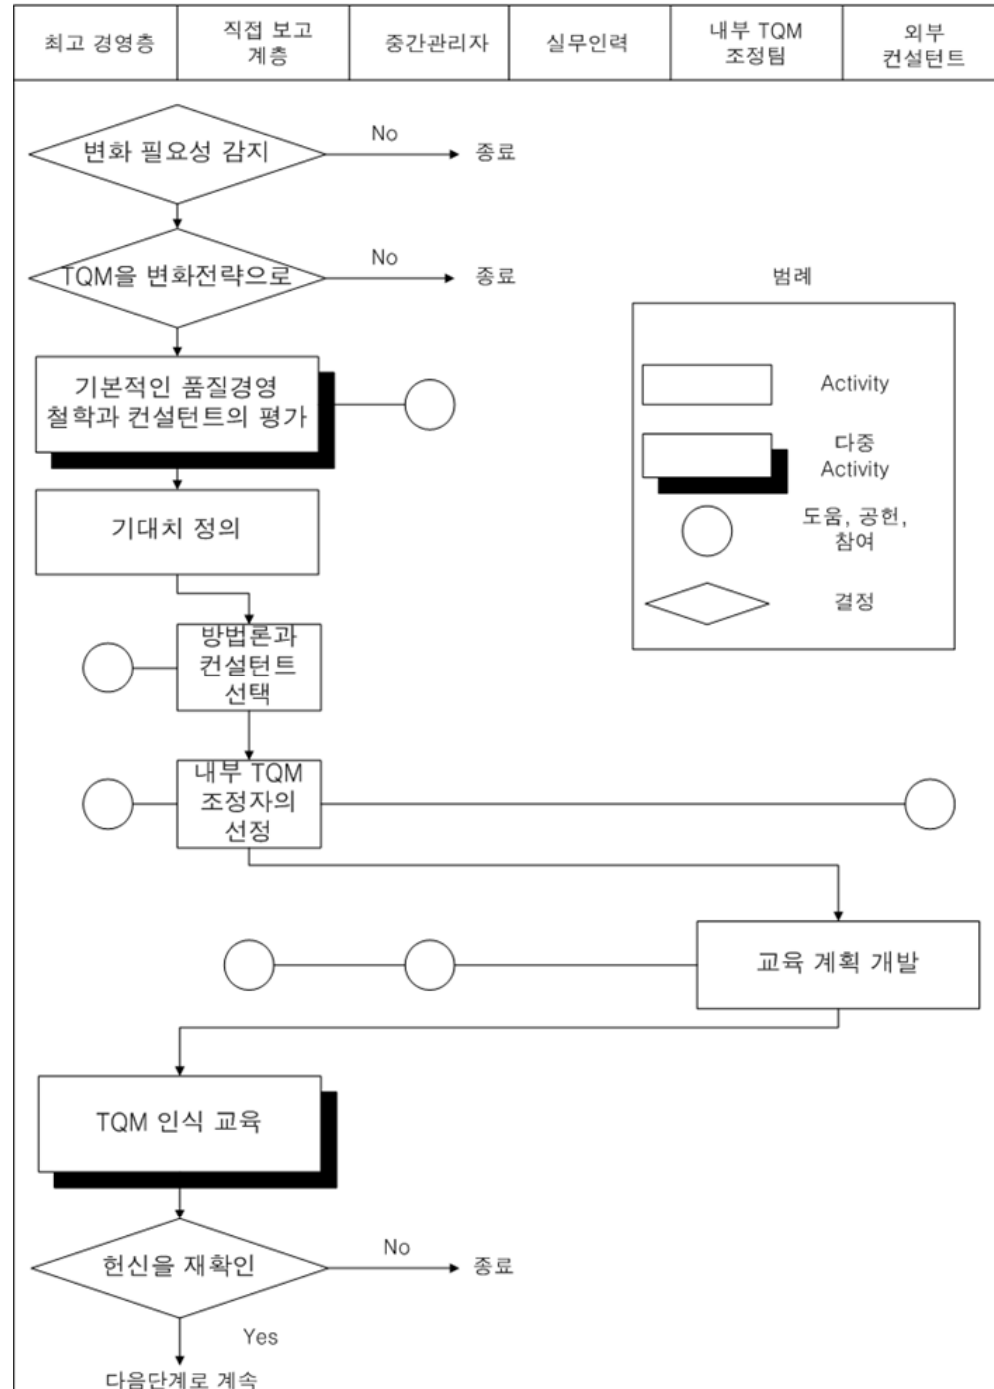 최고 경영층
직접 보고
계층
중간관리자
실무인력
내부 TQM
조정팀
외부
컨설턴트
변화 필요성 감지
No
종료
TQM을 변화전략으로
No
종료
기본적인 품질경영
철학과 컨설턴트의 평가
범례
Activity
다중
Activity
도움, 공헌,
참여
결정
기대치 정의
방법론과
컨설턴트
선택
내부 TQM
조정자의
선정
교육 계획 개발
TQM 인식 교육
헌신을 재확인
No
종료
Yes
다음단계로 계속